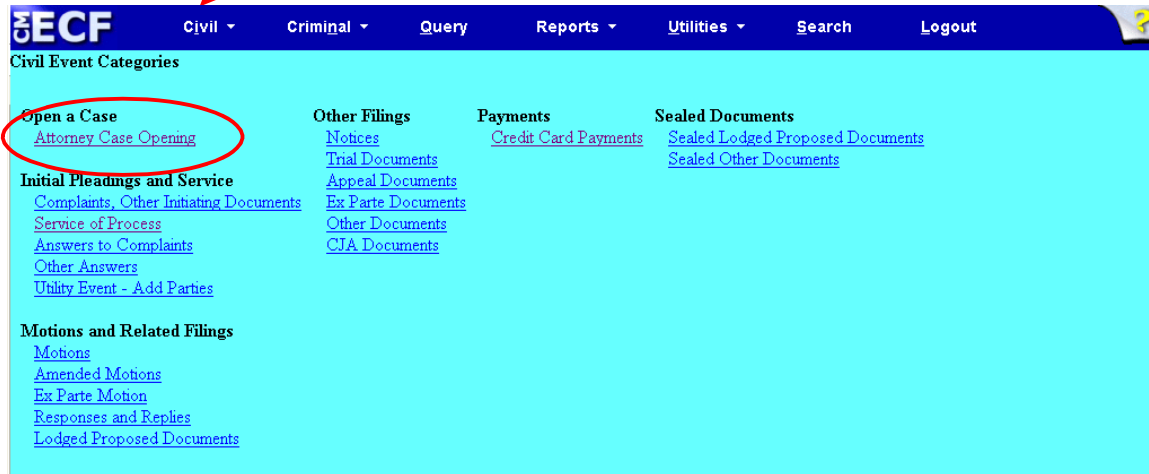 CM ECF Civil Criminal Query Reports Utilities Search Logout ?
Civil Event Categories
Open a Case
Attorney Case Opening
Initial Pleadings and Service
Complaints, Other Initiating Documents
Service of Process
Answers to Complaints
Other Answers
Utility Event - Add Parties
Motions and Related Filings
Motions
Amended Motions
Ex Parte Motion
Responses and Replies
Lodged Proposed Documents
Other Filings
Notices
Trial Documents
Appeal Documents
Ex Parte Documents
Other Documents
CJA Documents
Payments
Credit Card Payments
Sealed Documents
Sealed Lodged Proposed Documents
Sealed Other Documents